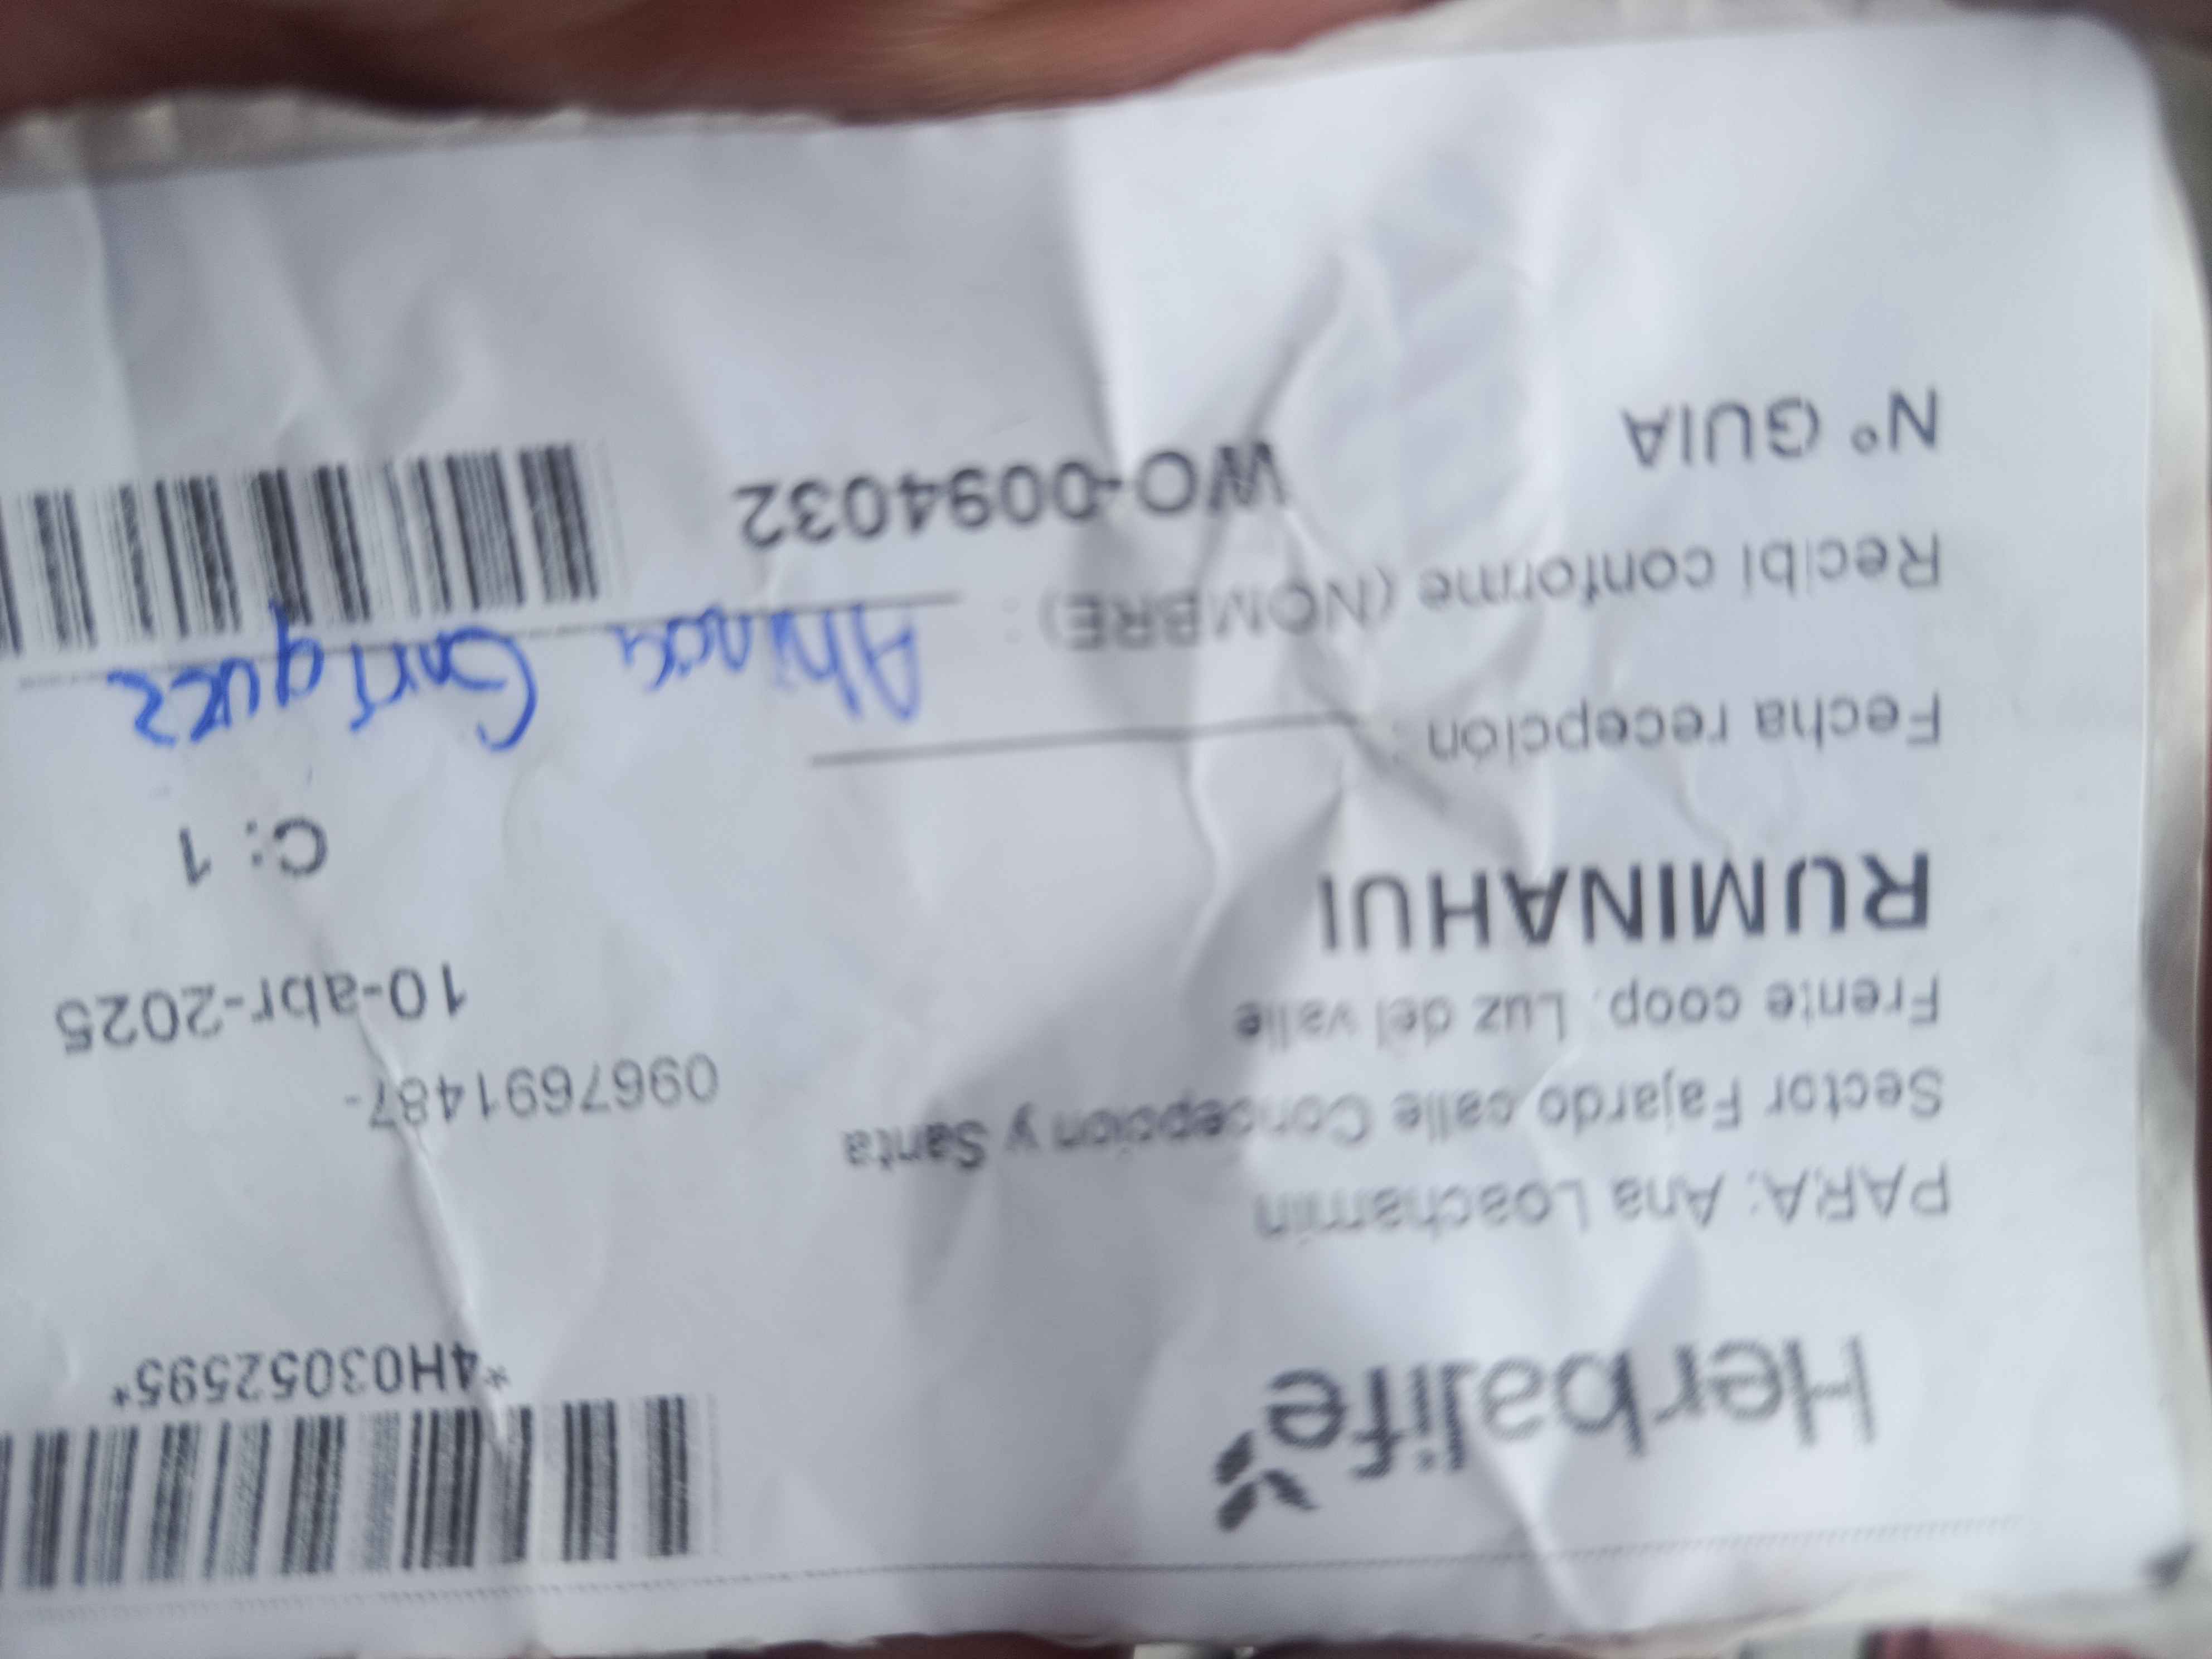 Herbalife
*4H03052595*
PARA: Ana Loachamin
Sector Fajardo calle Concepcion y Santa
0967691487-
Frente coop. Luz del valle
10-abr-2025
RUMINAHUI
C: 1
Fecha recepción :
Recibi conforme (NOMBRE) :
N° GUIA
WO-0094032